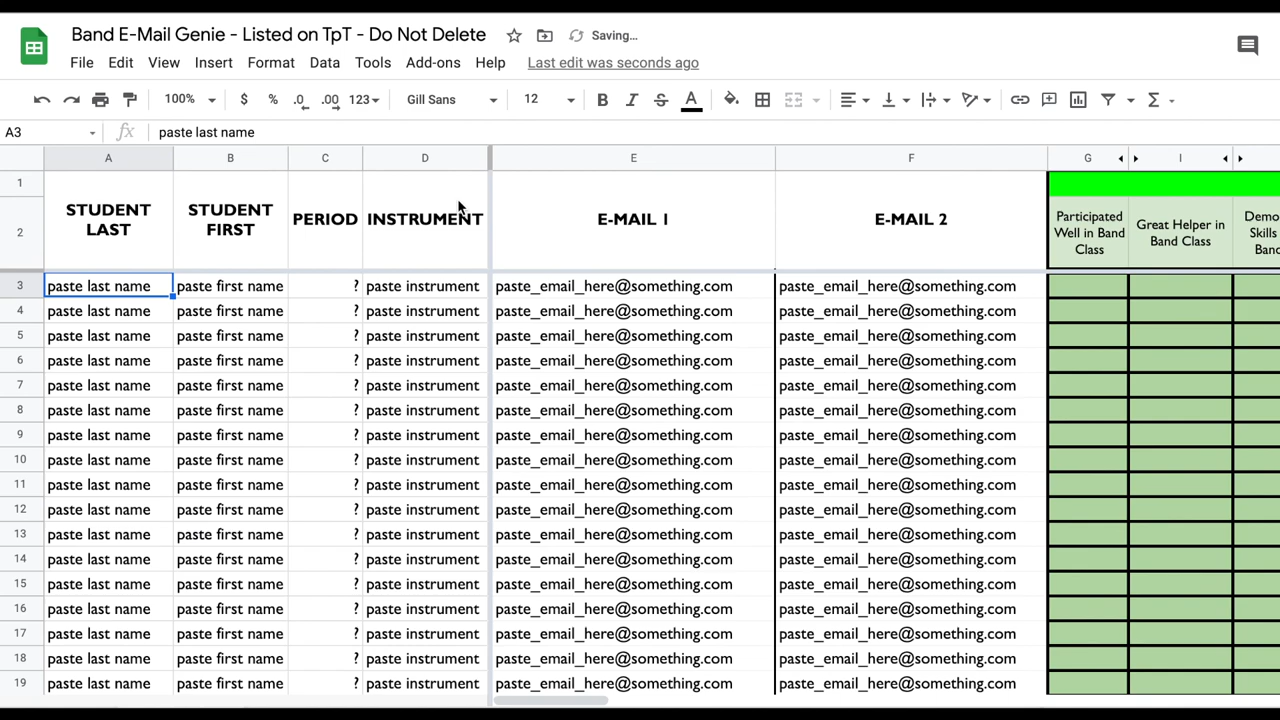 Band E-Mail Genie - Listed on TpT - Do Not Delete
Saving...
File Edit View Insert Format Data Tools Add-ons Help Last edit was seconds ago
100% $ % .0 .00 123 Gill Sans 12 B I S A
A3 fx paste last name
A B C D E F G I
1
2 STUDENT LAST STUDENT FIRST PERIOD INSTRUMENT E-MAIL 1 E-MAIL 2 Participated Well in Band Class Great Helper in Band Class Demo Skills Band
3 paste last name paste first name ? paste instrument paste_email_here@something.com paste_email_here@something.com
4 paste last name paste first name ? paste instrument paste_email_here@something.com paste_email_here@something.com
5 paste last name paste first name ? paste instrument paste_email_here@something.com paste_email_here@something.com
6 paste last name paste first name ? paste instrument paste_email_here@something.com paste_email_here@something.com
7 paste last name paste first name ? paste instrument paste_email_here@something.com paste_email_here@something.com
8 paste last name paste first name ? paste instrument paste_email_here@something.com paste_email_here@something.com
9 paste last name paste first name ? paste instrument paste_email_here@something.com paste_email_here@something.com
10 paste last name paste first name ? paste instrument paste_email_here@something.com paste_email_here@something.com
11 paste last name paste first name ? paste instrument paste_email_here@something.com paste_email_here@something.com
12 paste last name paste first name ? paste instrument paste_email_here@something.com paste_email_here@something.com
13 paste last name paste first name ? paste instrument paste_email_here@something.com paste_email_here@something.com
14 paste last name paste first name ? paste instrument paste_email_here@something.com paste_email_here@something.com
15 paste last name paste first name ? paste instrument paste_email_here@something.com paste_email_here@something.com
16 paste last name paste first name ? paste instrument paste_email_here@something.com paste_email_here@something.com
17 paste last name paste first name ? paste instrument paste_email_here@something.com paste_email_here@something.com
18 paste last name paste first name ? paste instrument paste_email_here@something.com paste_email_here@something.com
19 paste last name paste first name ? paste instrument paste_email_here@something.com paste_email_here@something.com